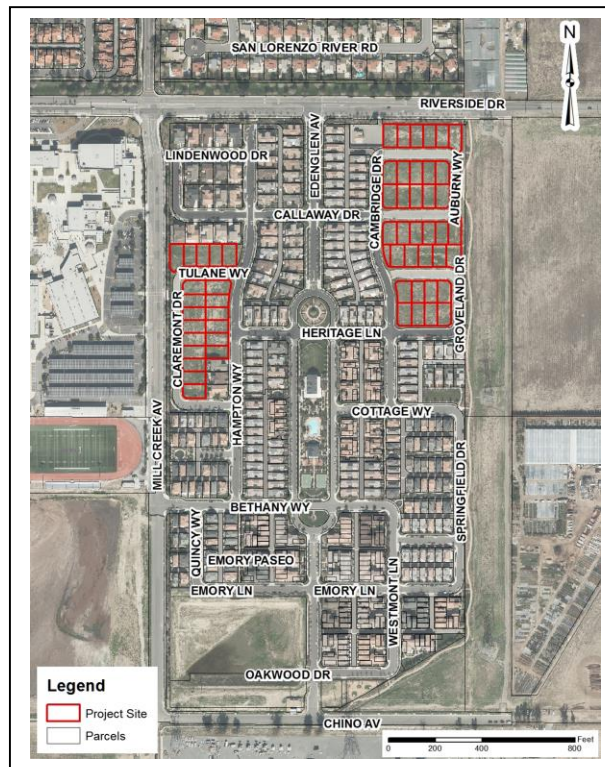 SAN LORENZO RIVER RD
N
RIVERSIDE DR
LINDENWOOD DR
EDENGLEN AV
CAMBRIDGE DR
AUBURN WY
CALLAWAY DR
TULANE WY
CLAREMONT DR
HERITAGE LN
GROVELAND DR
HAMPTON WY
MILL CREEK AV
COTTAGE WY
SPRINGFIELD DR
BETHANY WY
QUINCY WY
EMORY PASEO
EMORY LN
EMORY LN
WESTMONT LN
OAKWOOD DR
Legend
Project Site
Parcels
CHINO AV
Feet
0 200 400 800